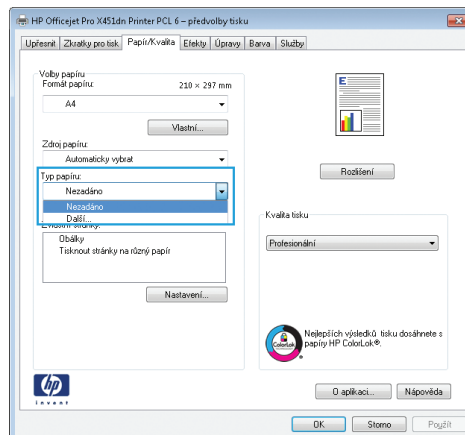 HP Officejet Pro X451dn Printer PCL 6 – předvolby tisku
Upřesnit Zkratky pro tisk Papír/Kvalita Efekty Úpravy Barva Služby
Volby papíru
Formát papíru: 210 × 297 mm
A4
Vlastní...
Zdroj papíru:
Automaticky vybrat
Typ papíru:
Nezadáno
Nezadáno
Další...
Zvláštní stránky:
Obálky
Tisknout stránky na různý papír
Nastavení...
E
Rozlišení
Kvalita tisku
Profesionální
ColorLok
Nejlepších výsledků tisku dosáhnete s
papíry HP ColorLok®.
hp
invent
O aplikaci... Nápověda
OK Storno Použít